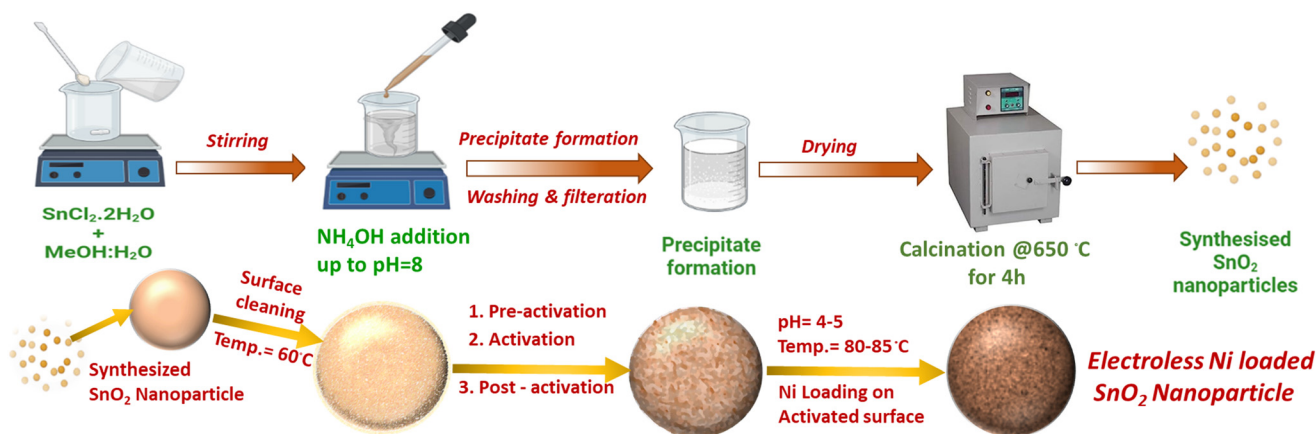 Stirring
Precipitate formation
Washing & filteration
Drying
SnCl₂.2H₂O
+
MeOH:H₂O
NH₄OH addition
up to pH=8
Precipitate
formation
Calcination @650 °C
for 4h
Synthesised
SnO₂
nanoparticles
Synthesized
SnO₂ Nanoparticle
Surface
cleaning
Temp.= 60°C
1. Pre-activation
2. Activation
3. Post - activation
pH= 4-5
Temp.= 80-85°C
Ni Loading on
Activated surface
Electroless Ni loaded
SnO₂ Nanoparticle